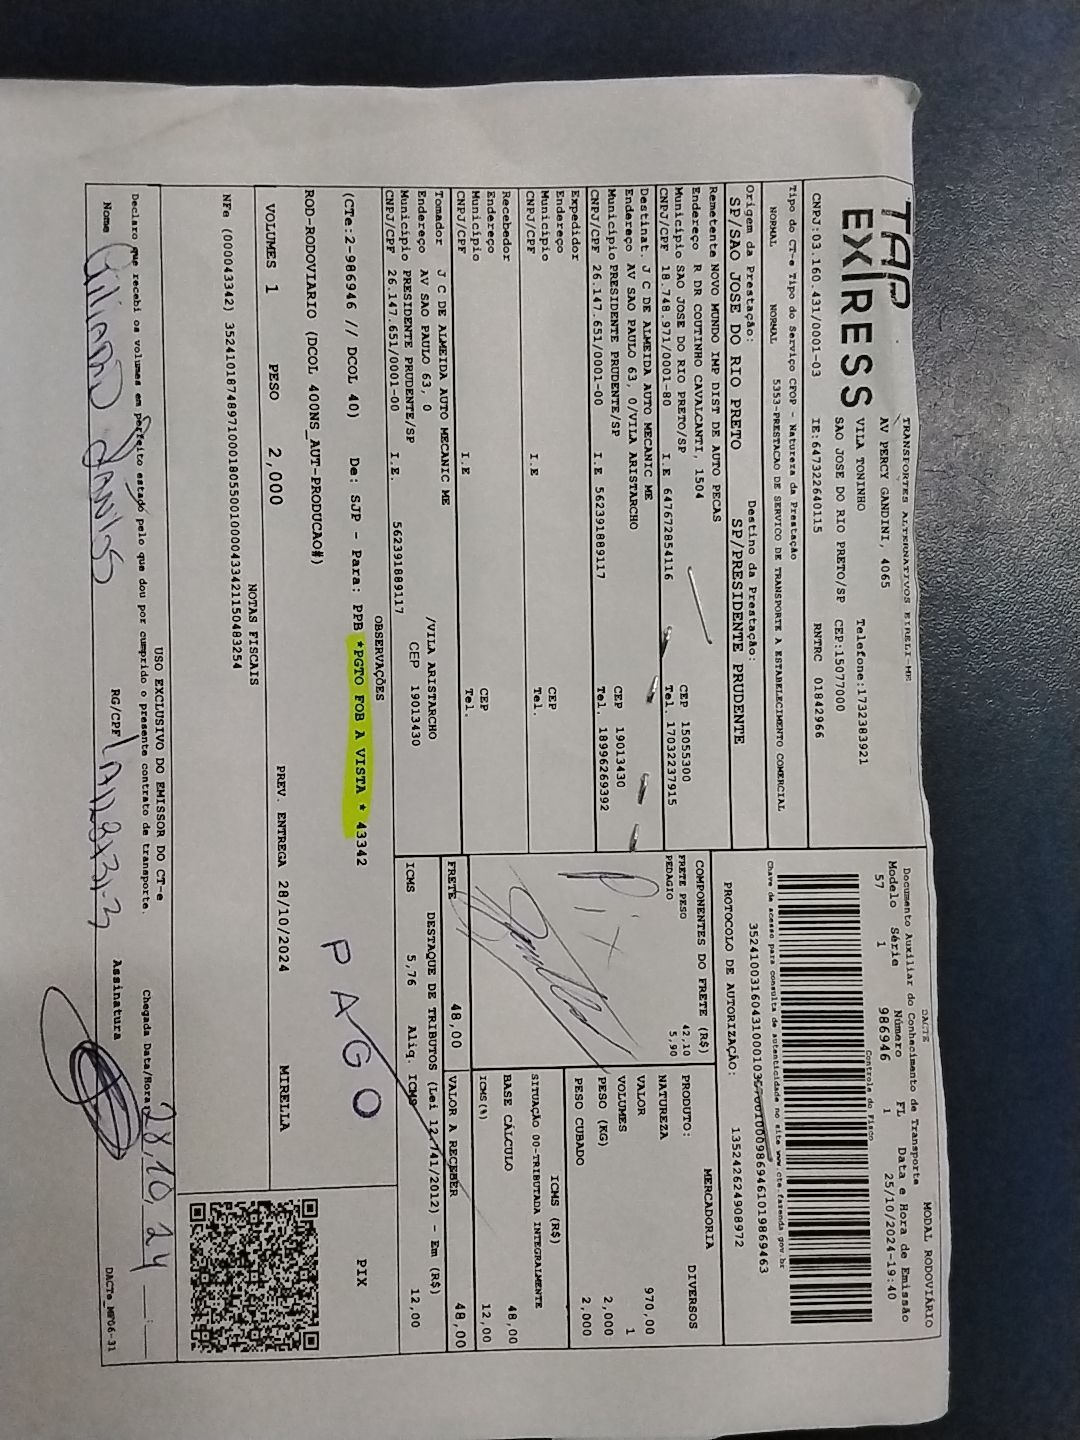 TAP
EXPRESS
TRANSPORTES ALTERNATIVOS EIRELI-ME
AV PERCY GANDINI, 4065
VILA TONINHO Telefone:1732383921
SAO JOSE DO RIO PRETO/SP CEP:15077000
CNPJ:03.160.431/0001-03 IE:647322640115 RNTRC 01842966
DACTE MODAL RODOVIÁRIO
Documento Auxiliar do Conhecimento de Transporte
Modelo Série Número FL Data e Hora de Emissão
57 1 986946 1 25/10/2024-19:40
Controle do Fisco
Chave de acesso para consulta de autenticidade no site www.cte.fazenda.gov.br
PROTOCOLO DE AUTORIZAÇÃO: 135242624908972
Tipo do CT-e Tipo do Serviço CFOP - Natureza da Prestação
NORMAL NORMAL 5353-PRESTACAO DE SERVICO DE TRANSPORTE A ESTABELECIMENTO COMERCIAL
Origem da Prestação: Destino da Prestação:
SP/SAO JOSE DO RIO PRETO SP/PRESIDENTE PRUDENTE
Remetente NOVO MUNDO IMP DIST DE AUTO PECAS
Endereço R DR COUTINHO CAVALCANTI, 1504
Município SAO JOSE DO RIO PRETO/SP CEP 15055300
CNPJ/CPF 18.748.971/0001-80 I.E 647672854116 Tel. 17032237915
Destinat. J C DE ALMEIDA AUTO MECANIC ME
Endereço AV SAO PAULO 63, 0/VILA ARISTARCHO
Município PRESIDENTE PRUDENTE/SP CEP 19013430
CNPJ/CPF 26.147.651/0001-00 I.E 562391889117 Tel. 18996269392
Expedidor
Endereço
Município CEP
CNPJ/CPF I.E Tel.
Recebedor
Endereço
Município CEP
CNPJ/CPF I.E Tel.
Tomador J C DE ALMEIDA AUTO MECANIC ME
Endereço AV SAO PAULO 63, 0 /VILA ARISTARCHO
Município PRESIDENTE PRUDENTE/SP CEP 19013430
CNPJ/CPF 26.147.651/0001-00 I.E. 562391889117
COMPONENTES DO FRETE (R$)
FRETE PESO 42,10
PEDAGIO 5,90
Pix
FRETE 48,00
MERCADORIA
PRODUTO: DIVERSOS
NATUREZA
VALOR 970,00
VOLUMES 1
PESO (KG) 2,000
PESO CUBADO 2,000
ICMS (R$)
SITUAÇÃO 00-TRIBUTADA INTEGRALMENTE
BASE CÁLCULO 48,00
ICMS (%) 12,00
VALOR A RECEBER 48,00
DESTAQUE DE TRIBUTOS (Lei 12.741/2012) - Em (R$)
ICMS 5,76 Aliq. ICMS 12,00
OBSERVAÇÕES
(CTe:2-986946 // DCOL 40) De: SJP - Para: PPB *PGTO FOB A VISTA * 43342
ROD-RODOVIARIO (DCOL 400NS_AUT-PRODUCAO#)
PAGO
PIX
VOLUMES 1 PESO 2,000 PREV. ENTREGA 28/10/2024 MIRELLA
NOTAS FISCAIS
NFe (000043342) 35241018748971000180550010000433421150483254
USO EXCLUSIVO DO EMISSOR DO CT-e
Declaro que recebi os volumes em perfeito estado pelo que dou por cumprido o presente contrato de transporte.
Chegada Data/Hora 28,10,24
Nome RG/CPF Assinatura
DACTe_MP06-31